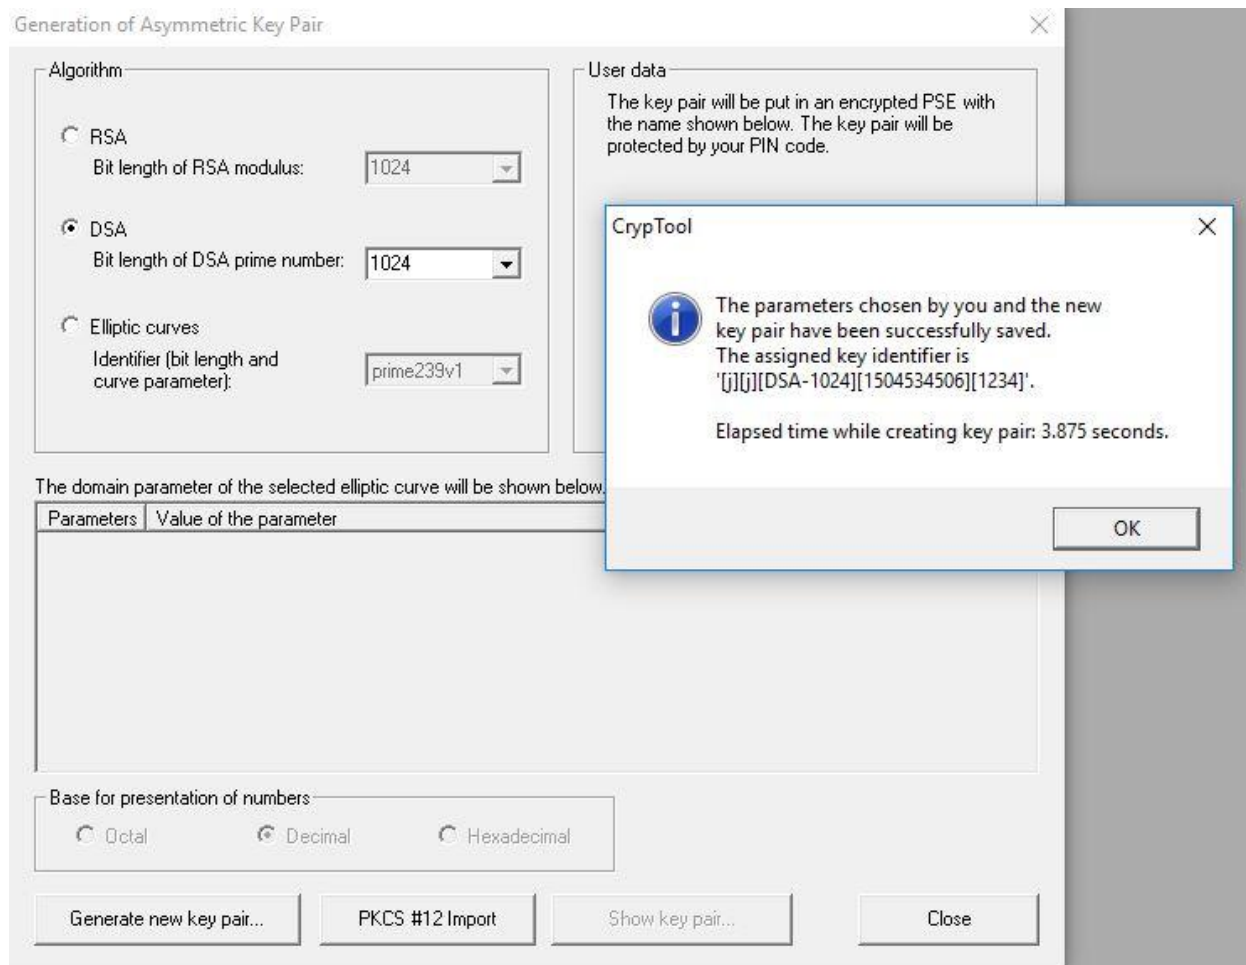 Generation of Asymmetric Key Pair
Algorithm
RSA
Bit length of RSA modulus:
1024
DSA
Bit length of DSA prime number:
1024
Elliptic curves
Identifier (bit length and
curve parameter):
prime239v1
User data
The key pair will be put in an encrypted PSE with
the name shown below. The key pair will be
protected by your PIN code.
CrypTool
The parameters chosen by you and the new
key pair have been successfully saved.
The assigned key identifier is
'[j][j][DSA-1024][1504534506][1234]'.
Elapsed time while creating key pair: 3.875 seconds.
OK
The domain parameter of the selected elliptic curve will be shown below.
Parameters
Value of the parameter
Base for presentation of numbers
Octal
Decimal
Hexadecimal
Generate new key pair...
PKCS #12 Import
Show key pair...
Close